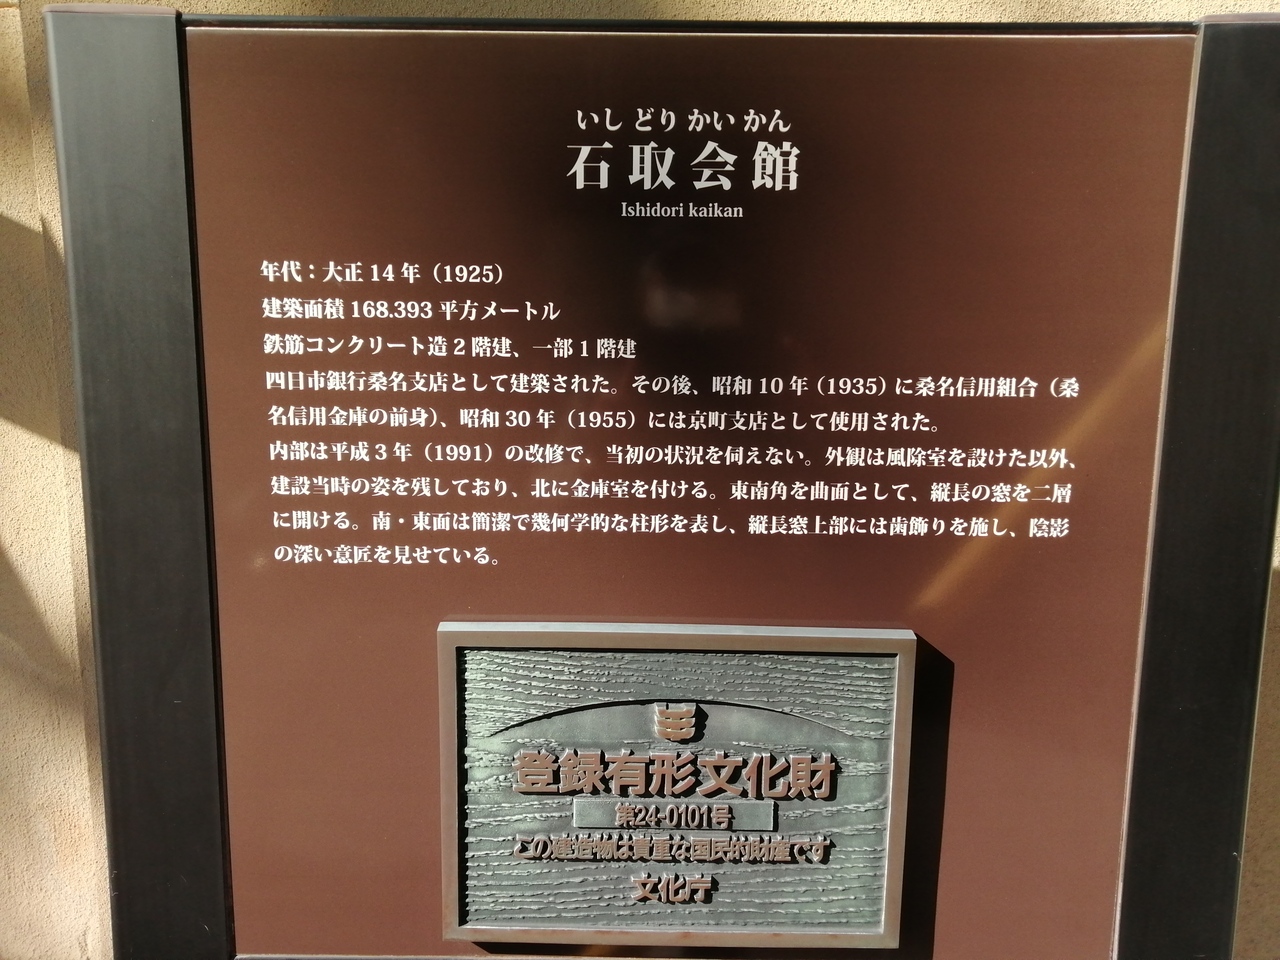 いし どり かい かん
石取会館
Ishidori kaikan
年代：大正 14 年（1925）
建築面積 168.393 平方メートル
鉄筋コンクリート造 2 階建、一部 1 階建
四日市銀行桑名支店として建築された。その後、昭和 10 年（1935）に桑名信用組合（桑
名信用金庫の前身）、昭和 30 年（1955）には京町支店として使用された。
内部は平成 3 年（1991）の改修で、当初の状況を伺えない。外観は風除室を設けた以外、
建設当時の姿を残しており、北に金庫室を付ける。東南角を曲面として、縦長の窓を二層
に開ける。南・東面は簡潔で幾何学的な柱形を表し、縦長窓上部には歯飾りを施し、陰影
の深い意匠を見せている。
登録有形文化財
第24-0101号
この建造物は貴重な国民的財産です
文化庁